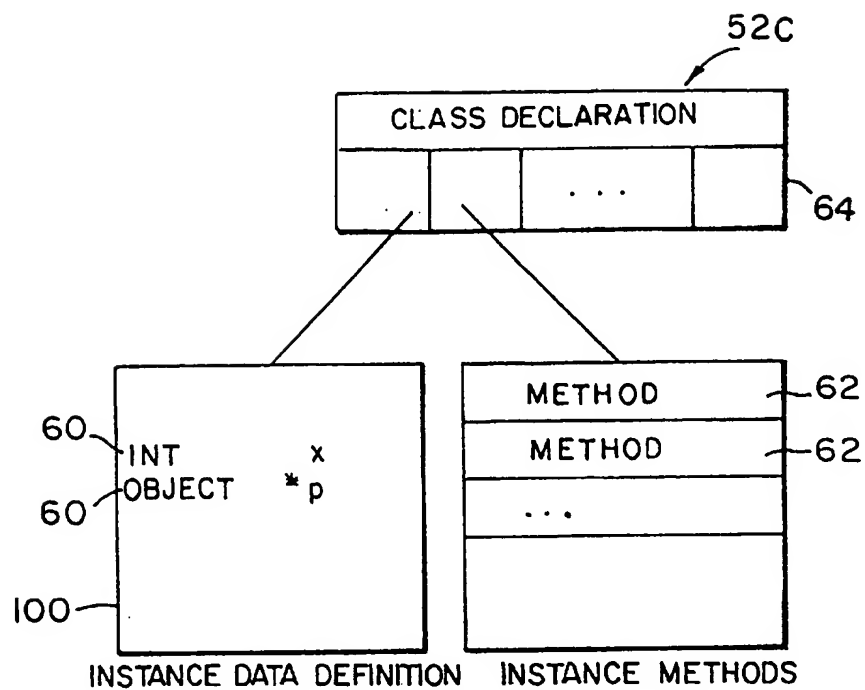 52C
CLASS DECLARATION
...
64
METHOD 62
60 INT x
METHOD 62
60 OBJECT * p
...
100
INSTANCE DATA DEFINITION
INSTANCE METHODS